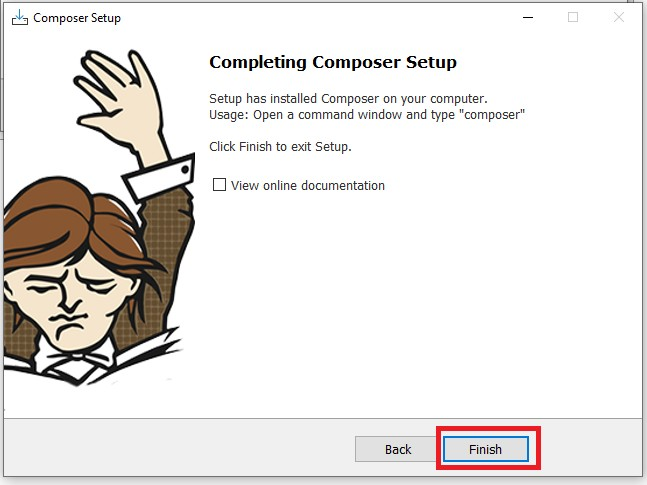 Composer Setup
Completing Composer Setup
Setup has installed Composer on your computer.
Usage: Open a command window and type "composer"
Click Finish to exit Setup.
View online documentation
Back
Finish